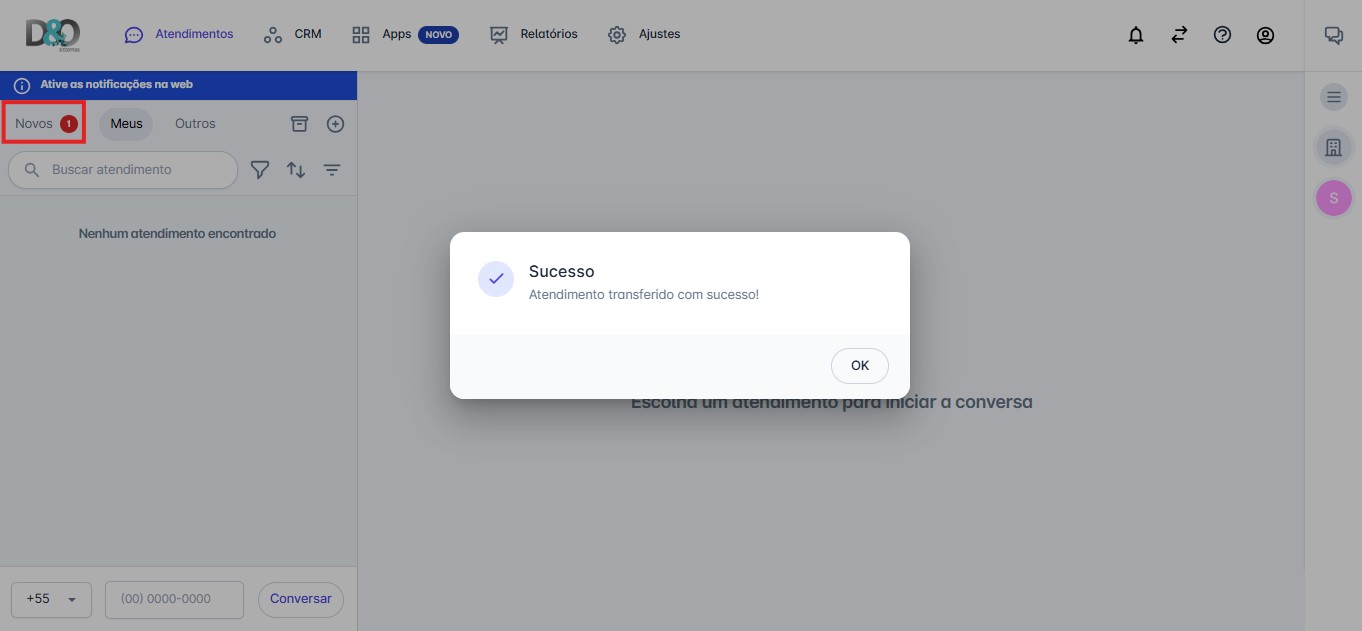 D&O
Sistemas
Atendimentos
CRM
Apps NOVO
Relatórios
Ajustes
Ative as notificações na web
Novos 1
Meus
Outros
Buscar atendimento
Nenhum atendimento encontrado
Sucesso
Atendimento transferido com sucesso!
OK
Escolha um atendimento para iniciar a conversa
S
+55
(00) 0000-0000
Conversar